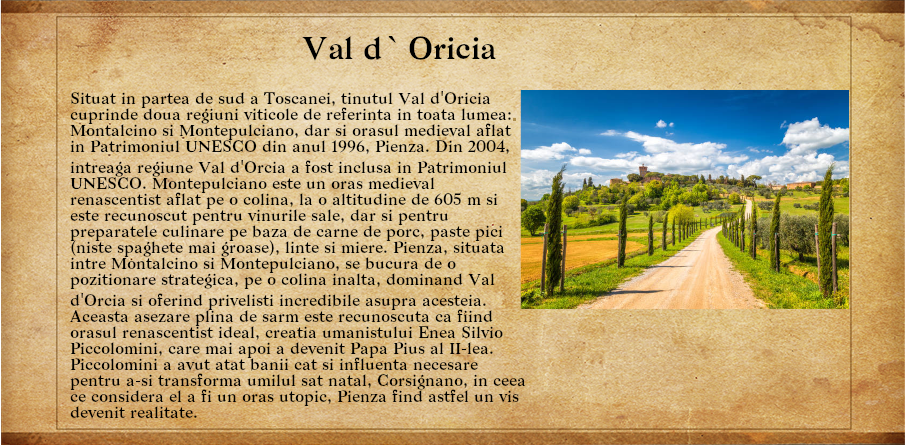 Val d` Oricia
Situat in partea de sud a Toscanei, tinutul Val d'Oricia
cuprinde doua regiuni viticole de referinta in toata lumea:
Montalcino si Montepulciano, dar si orasul medieval aflat
in Patrimoniul UNESCO din anul 1996, Pienza. Din 2004,
intreaga regiune Val d'Orcia a fost inclusa in Patrimoniul
UNESCO. Montepulciano este un oras medieval
renascentist aflat pe o colina, la o altitudine de 605 m si
este recunoscut pentru vinurile sale, dar si pentru
preparatele culinare pe baza de carne de porc, paste pici
(niste spaghete mai groase), linte si miere. Pienza, situata
intre Montalcino si Montepulciano, se bucura de o
pozitionare strategica, pe o colina inalta, dominand Val
d'Orcia si oferind privelisti incredibile asupra acesteia.
Aceasta asezare plina de sarm este recunoscuta ca fiind
orasul renascentist ideal, creatia umanistului Enea Silvio
Piccolomini, care mai apoi a devenit Papa Pius al II-lea.
Piccolomini a avut atat banii cat si influenta necesare
pentru a-si transforma umilul sat natal, Corsignano, in ceea
ce considera el a fi un oras utopic, Pienza find astfel un vis
devenit realitate.